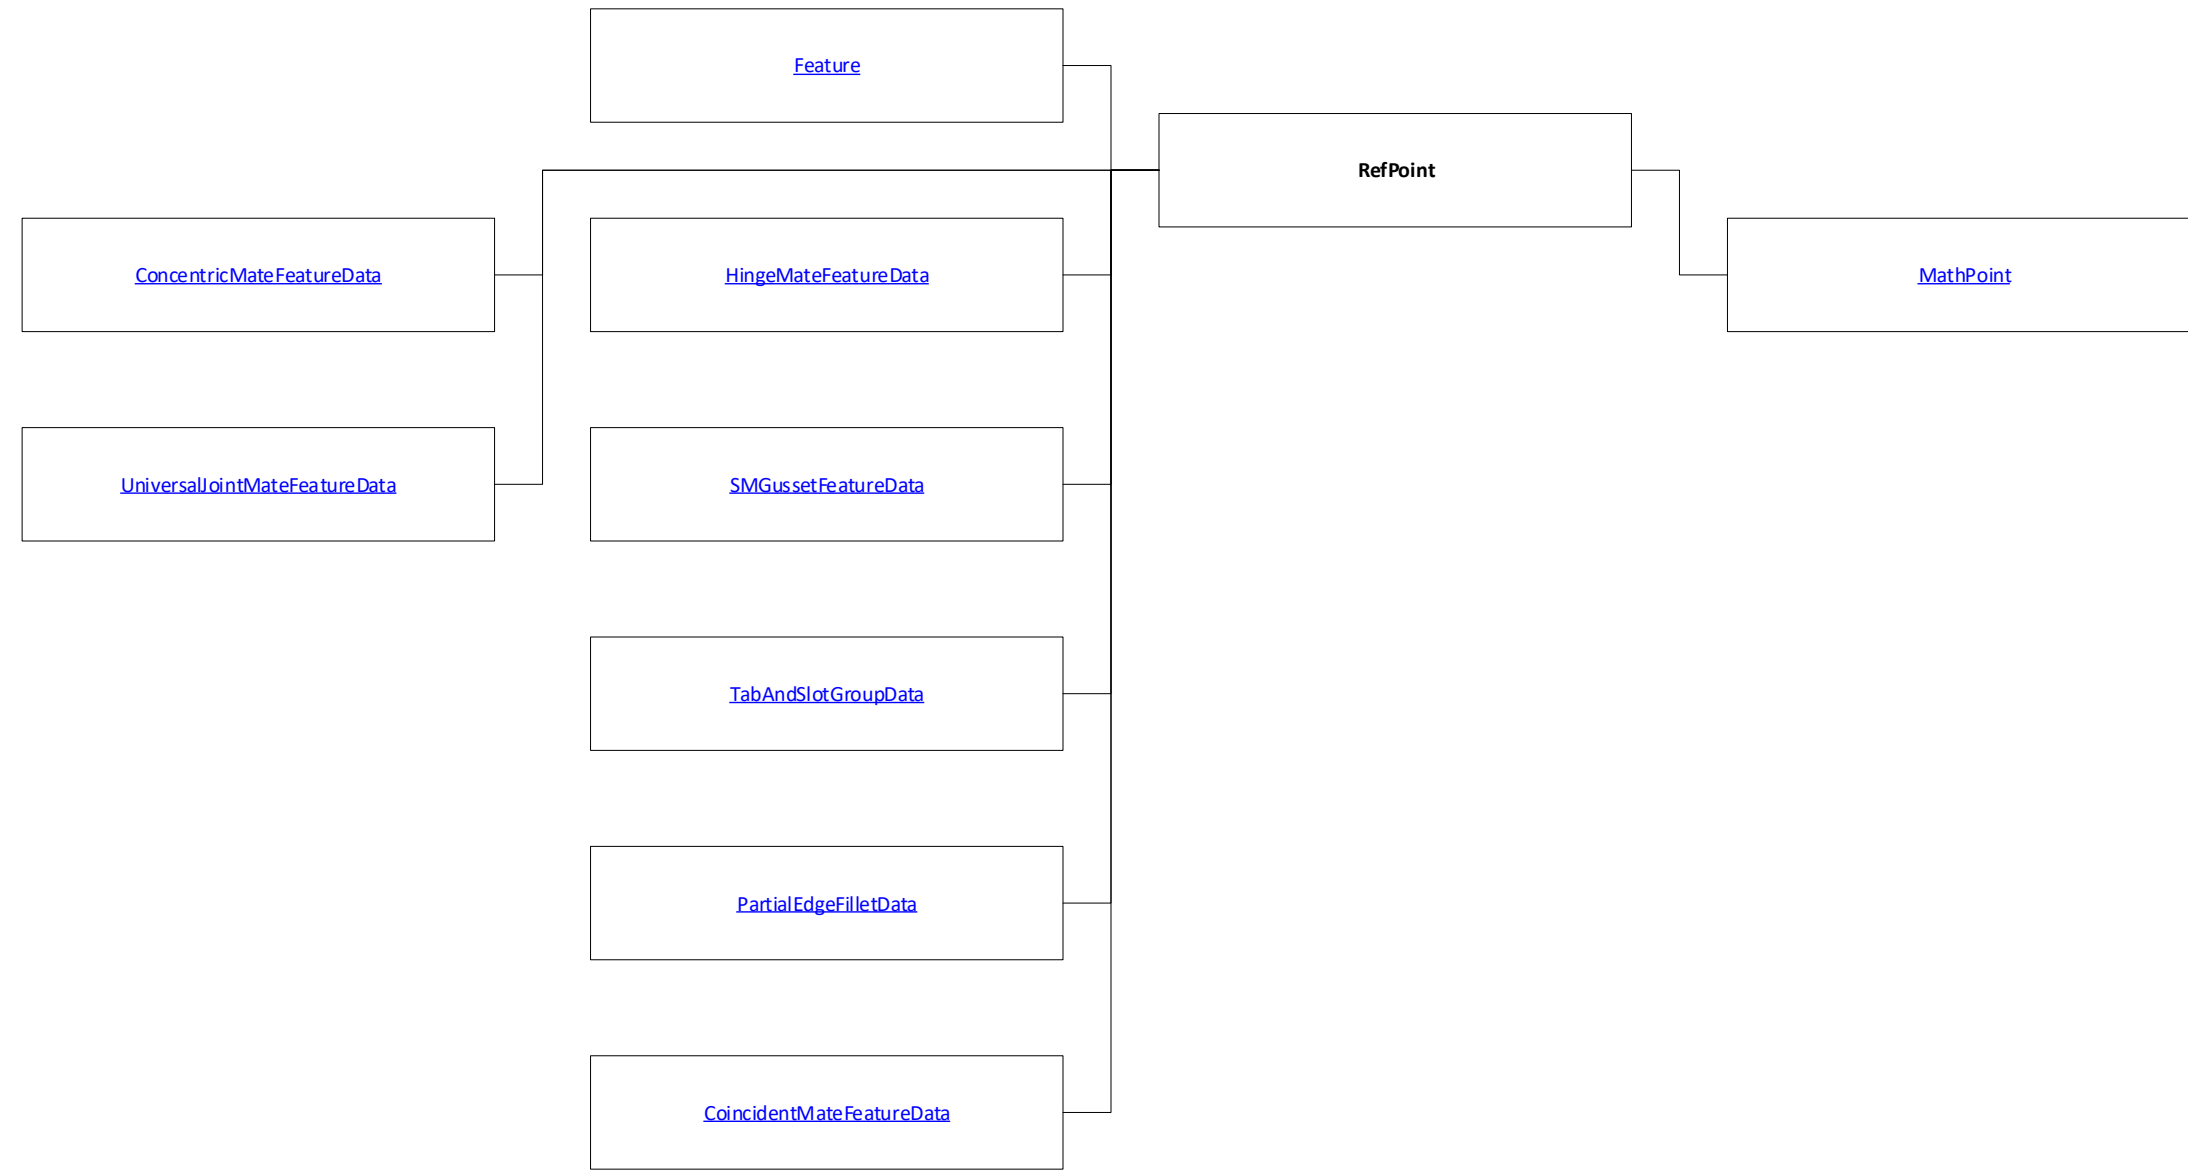 Feature
RefPoint
ConcentricMateFeatureData
HingeMateFeatureData
MathPoint
UniversalJointMateFeatureData
SMGussetFeatureData
TabAndSlotGroupData
PartialEdgeFilletData
CoincidentMateFeatureData